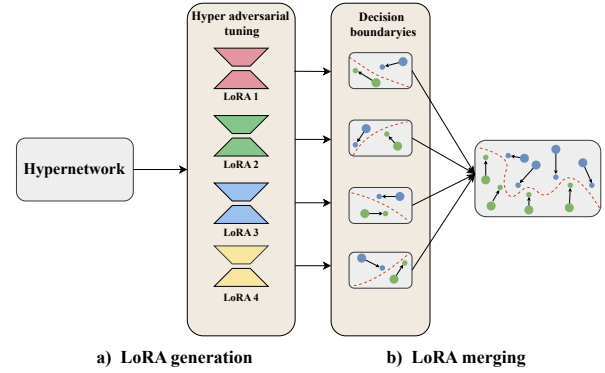 Hyper adversarial
tuning
Decision
boundaryies
LoRA 1
LoRA 2
Hypernetwork
LoRA 3
LoRA 4
a) LoRA generation
b) LoRA merging